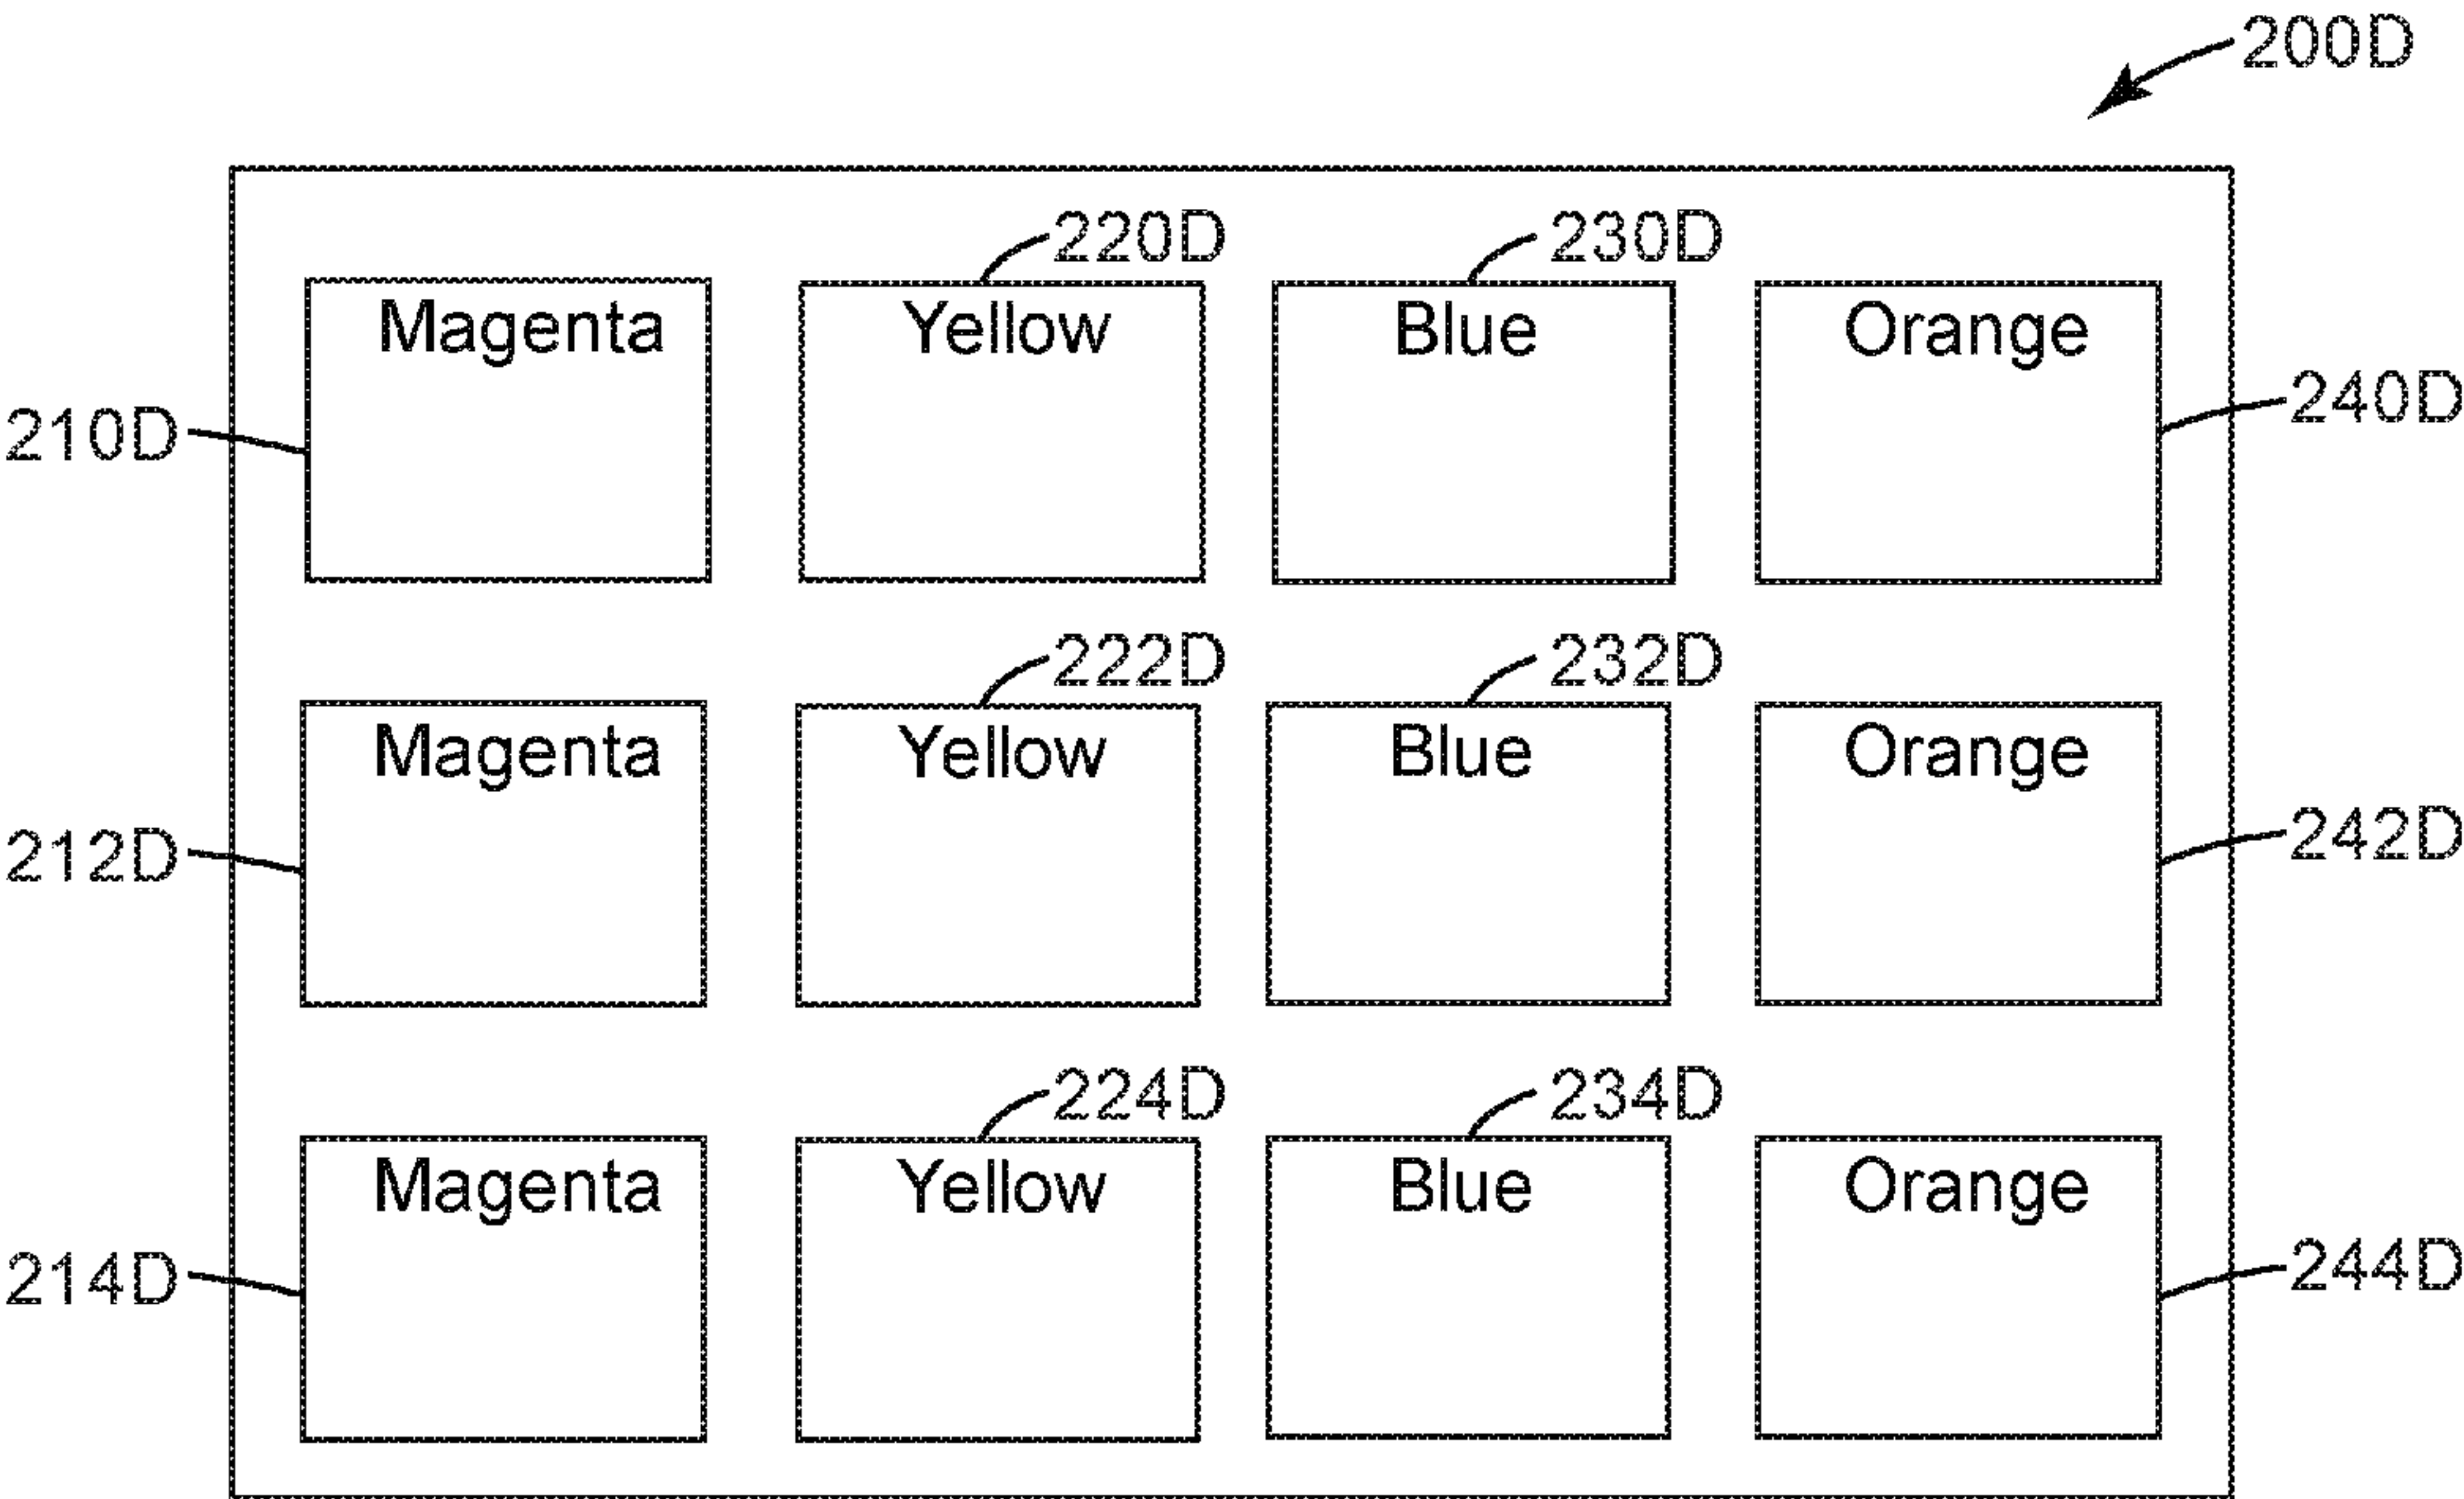 200D
220D 230D
Magenta Yellow Blue Orange
210D 240D
222D 232D
Magenta Yellow Blue Orange
212D 242D
224D 234D
Magenta Yellow Blue Orange
214D 244D